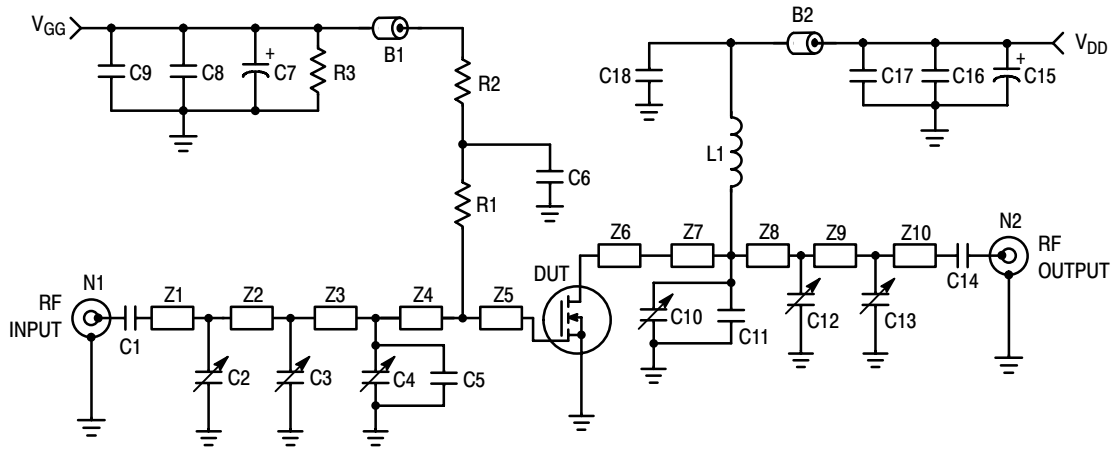 V_GG
B1
C9
C8
+
C7
R3
R2
C6
R1
B2
V_DD
C18
C17
C16
+
C15
L1
N1
RF
INPUT
C1
Z1
Z2
Z3
Z4
Z5
C2
C3
C4
C5
DUT
Z6
Z7
Z8
Z9
Z10
C10
C11
C12
C13
C14
N2
RF
OUTPUT